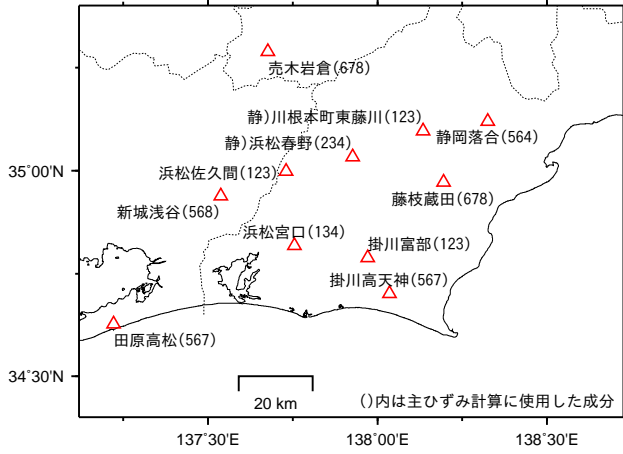 売木岩倉(678)
静)川根本町東藤川(123)
静岡落合(564)
静)浜松春野(234)
浜松佐久間(123)
35˚00'N
藤枝蔵田(678)
新城浅谷(568)
浜松宮口(134)
掛川富部(123)
掛川高天神(567)
田原高松(567)
34˚30'N
20 km
()内は主ひずみ計算に使用した成分
137˚30'E
138˚00'E
138˚30'E